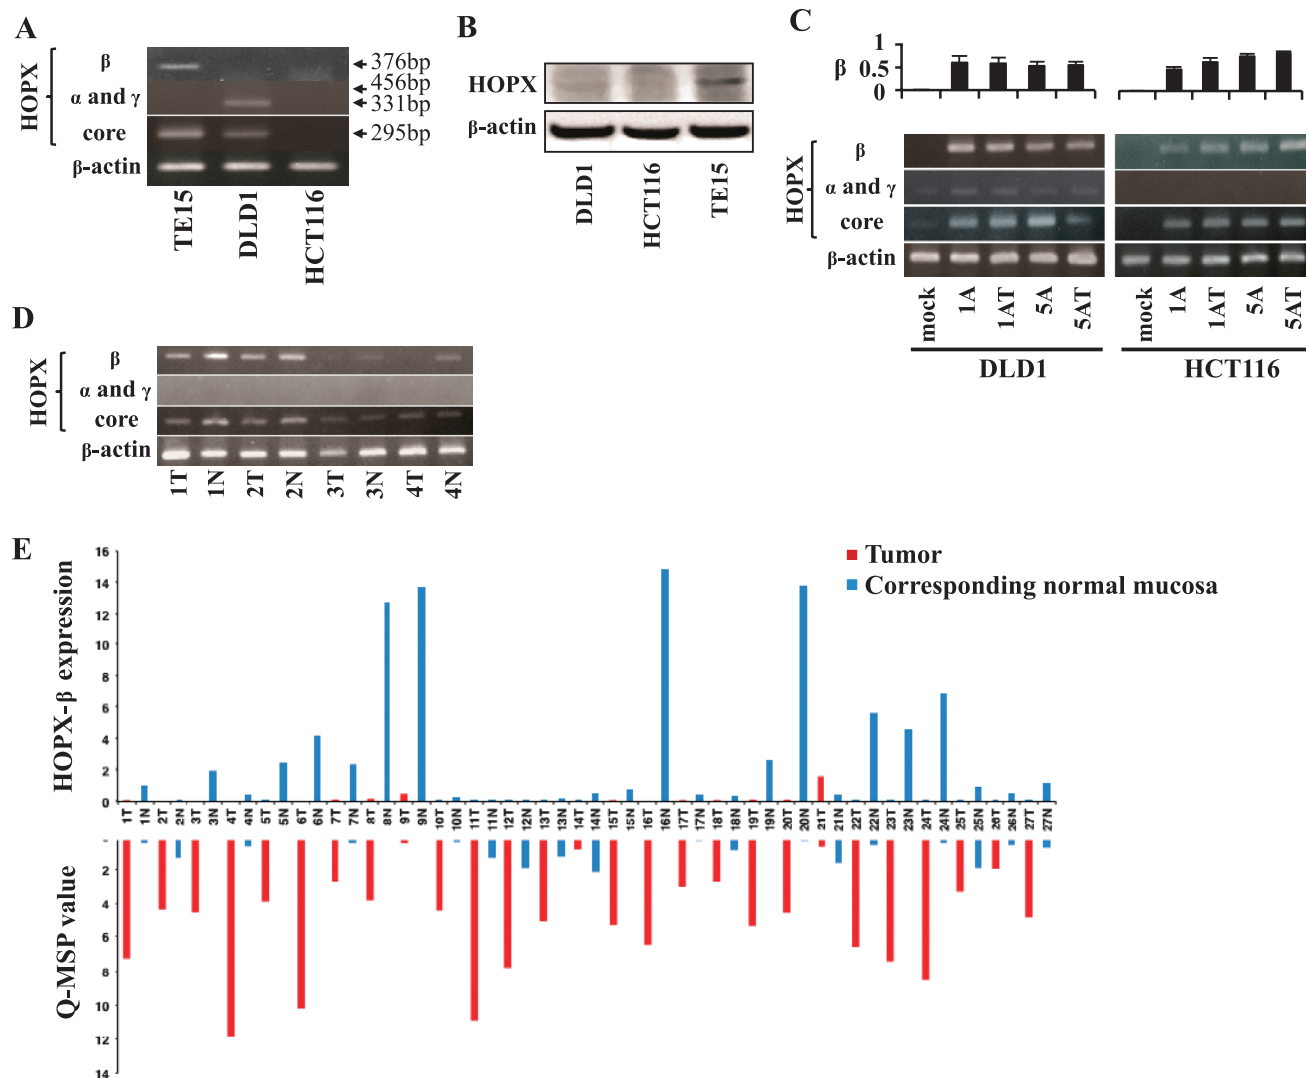 A
HOPX
β
α and γ
core
β-actin
376bp
456bp
331bp
295bp
TE15
DLD1
HCT116
B
HOPX
β-actin
DLD1
HCT116
TE15
C
β
1
0.5
0
HOPX
β
α and γ
core
β-actin
mock
1A
1AT
5A
5AT
mock
1A
1AT
5A
5AT
DLD1
HCT116
D
HOPX
β
α and γ
core
β-actin
1T
1N
2T
2N
3T
3N
4T
4N
E
Tumor
Corresponding normal mucosa
HOPX-β expression
16
14
12
10
8
6
4
2
0
1T 1N 2T 2N 3T 3N 4T 4N 5T 5N 6T 6N 7T 7N 8T 8N 9T 9N 10T 10N 11T 11N 12T 12N 13T 13N 14T 14N 15T 15N 16T 16N 17T 17N 18T 18N 19T 19N 20T 20N 21T 21N 22T 22N 23T 23N 24T 24N 25T 25N 26T 26N 27T 27N
Q-MSP value
-
2
4
6
8
10
12
14